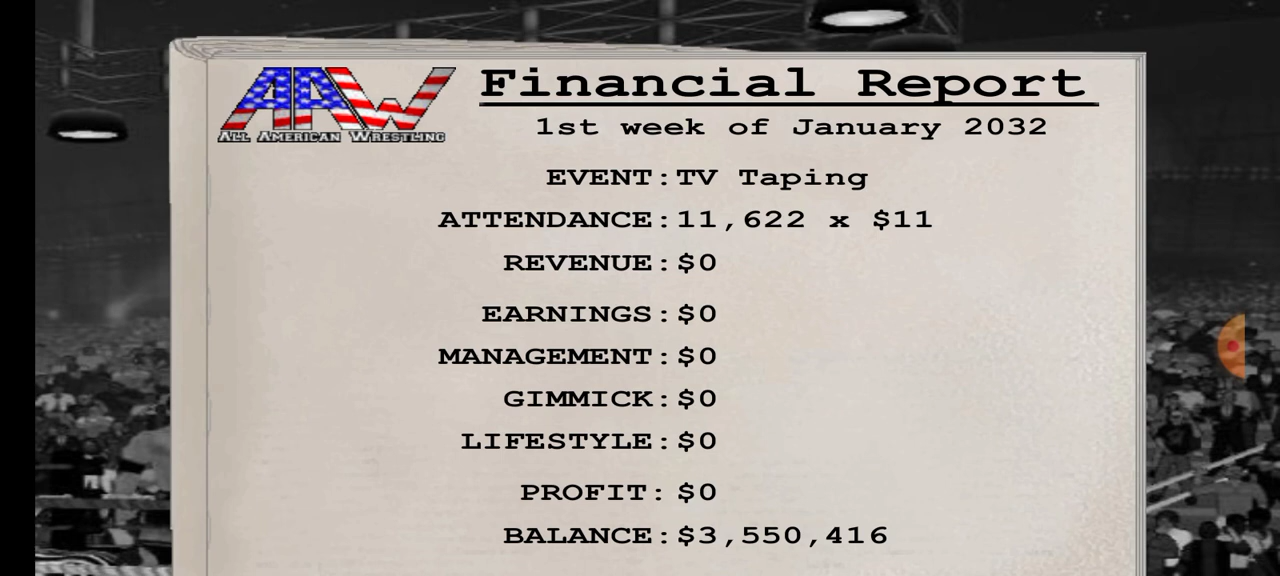 AAW
ALL AMERICAN WRESTLING
Financial Report
1st week of January 2032
EVENT: TV Taping
ATTENDANCE: 11,622 x $11
REVENUE: $0
EARNINGS: $0
MANAGEMENT: $0
GIMMICK: $0
LIFESTYLE: $0
PROFIT: $0
BALANCE: $3,550,416